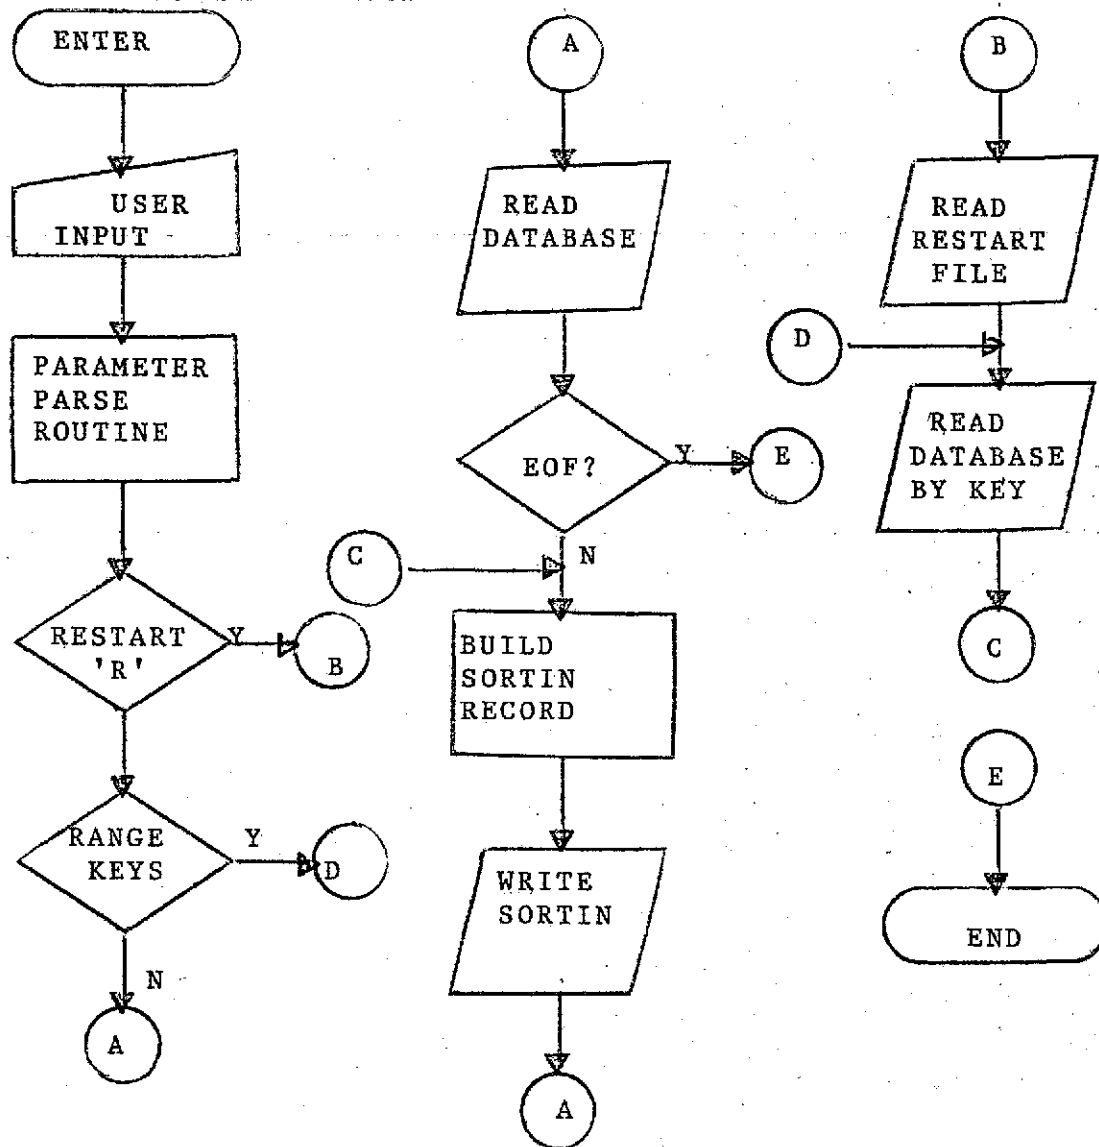 ENTER
USER
INPUT
PARAMETER
PARSE
ROUTINE
RESTART
'R'
Y
B
RANGE
KEYS
Y
D
N
A
A
READ
DATABASE
EOF?
Y
E
N
C
BUILD
SORTIN
RECORD
WRITE
SORTIN
A
B
READ
RESTART
FILE
D
READ
DATABASE
BY KEY
C
E
END